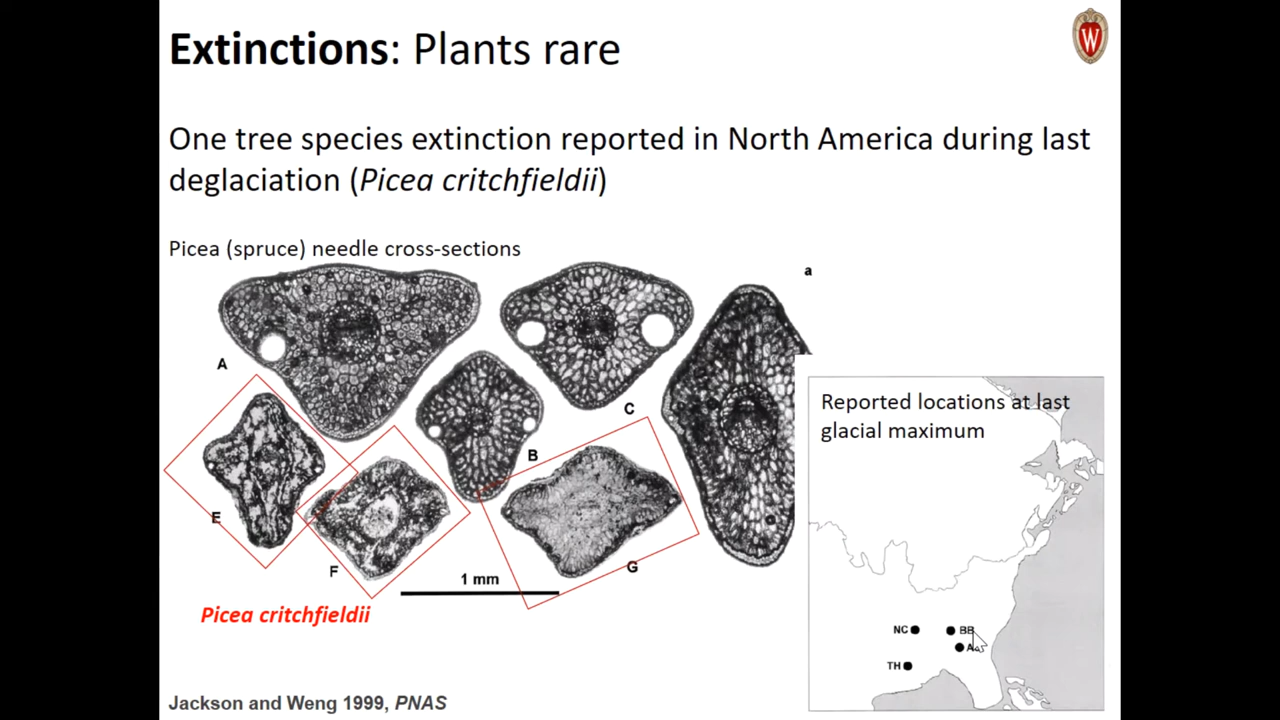 Extinctions: Plants rare
W
One tree species extinction reported in North America during last
deglaciation (Picea critchfieldii)
Picea (spruce) needle cross-sections
a
A
C
B
E
F
G
1 mm
Picea critchfieldii
Reported locations at last
glacial maximum
NC
BB
A
TH
Jackson and Weng 1999, PNAS